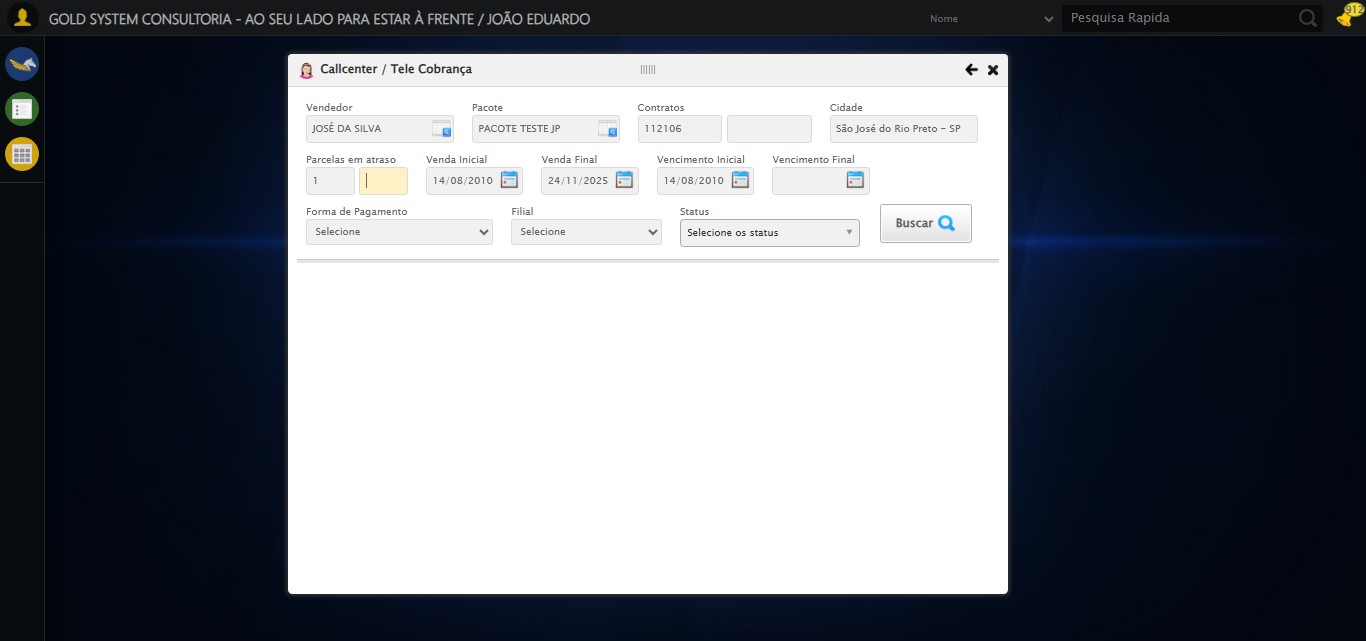 GOLD SYSTEM CONSULTORIA - AO SEU LADO PARA ESTAR À FRENTE / JOÃO EDUARDO Nome Pesquisa Rapida 912
Callcenter / Tele Cobrança
Vendedor Pacote Contratos Cidade
JOSÉ DA SILVA PACOTE TESTE JP 112106 São José do Rio Preto - SP
Parcelas em atraso Venda Inicial Venda Final Vencimento Inicial Vencimento Final
1 14/08/2010 24/11/2025 14/08/2010
Forma de Pagamento Filial Status
Selecione Selecione Selecione os status Buscar